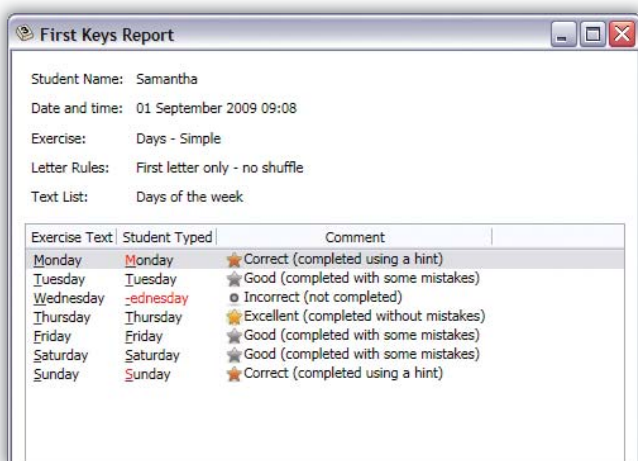 First Keys Report
Student Name: Samantha
Date and time: 01 September 2009 09:08
Exercise: Days - Simple
Letter Rules: First letter only - no shuffle
Text List: Days of the week
Exercise Text Student Typed Comment
Monday Monday Correct (completed using a hint)
Tuesday Tuesday Good (completed with some mistakes)
Wednesday -ednesday Incorrect (not completed)
Thursday Thursday Excellent (completed without mistakes)
Friday Friday Good (completed with some mistakes)
Saturday Saturday Good (completed with some mistakes)
Sunday Sunday Correct (completed using a hint)